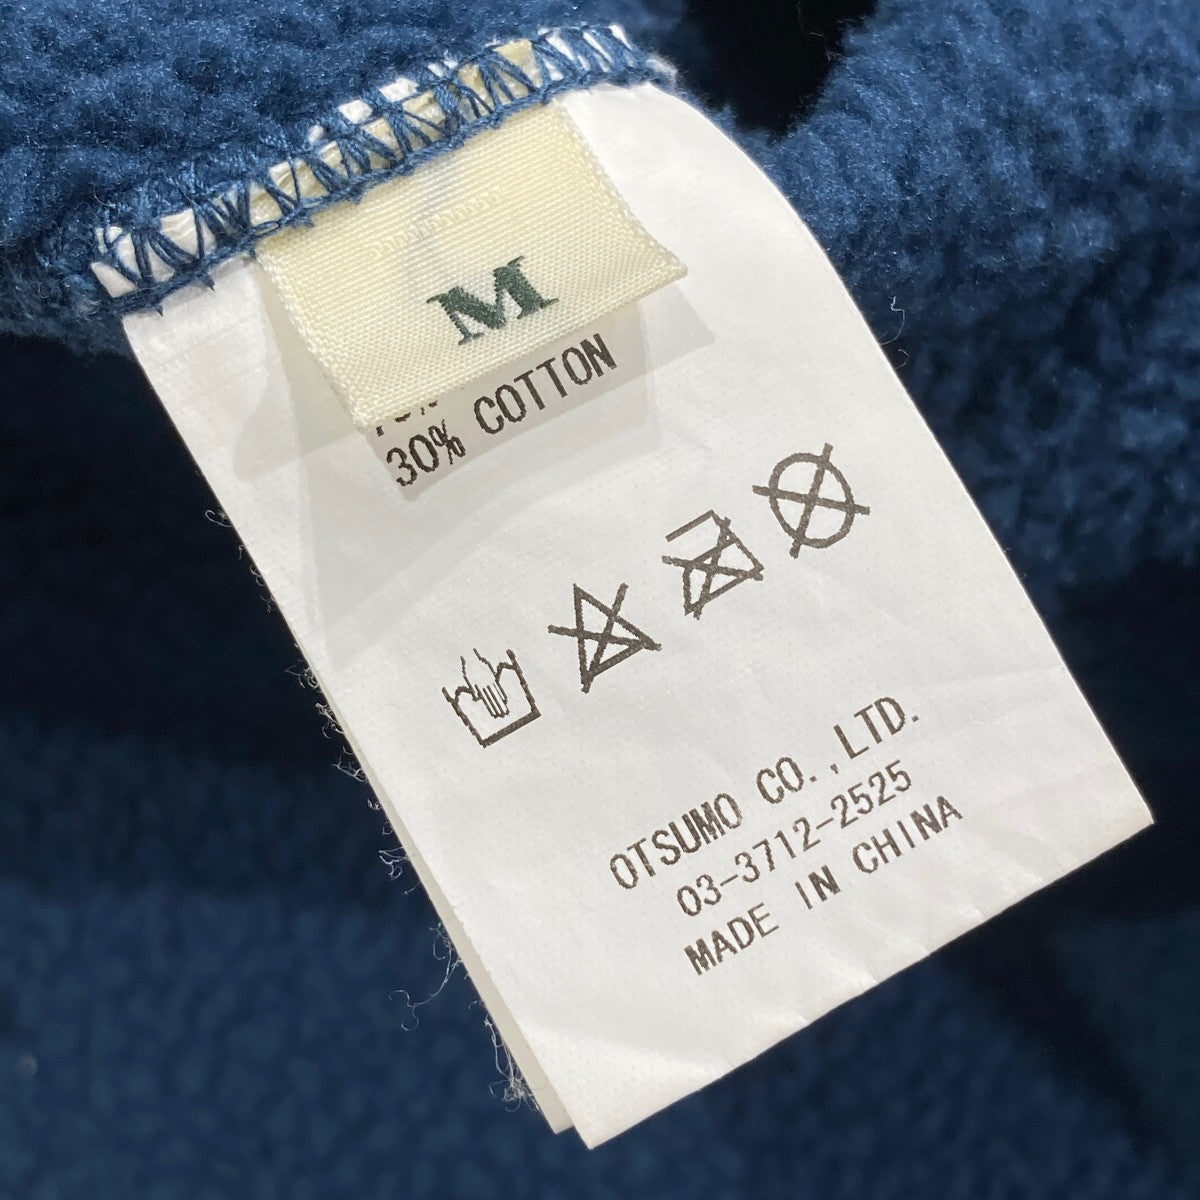 M
30% COTTON
OTSUMO CO.,LTD.
03-3712-2525
MADE IN CHINA